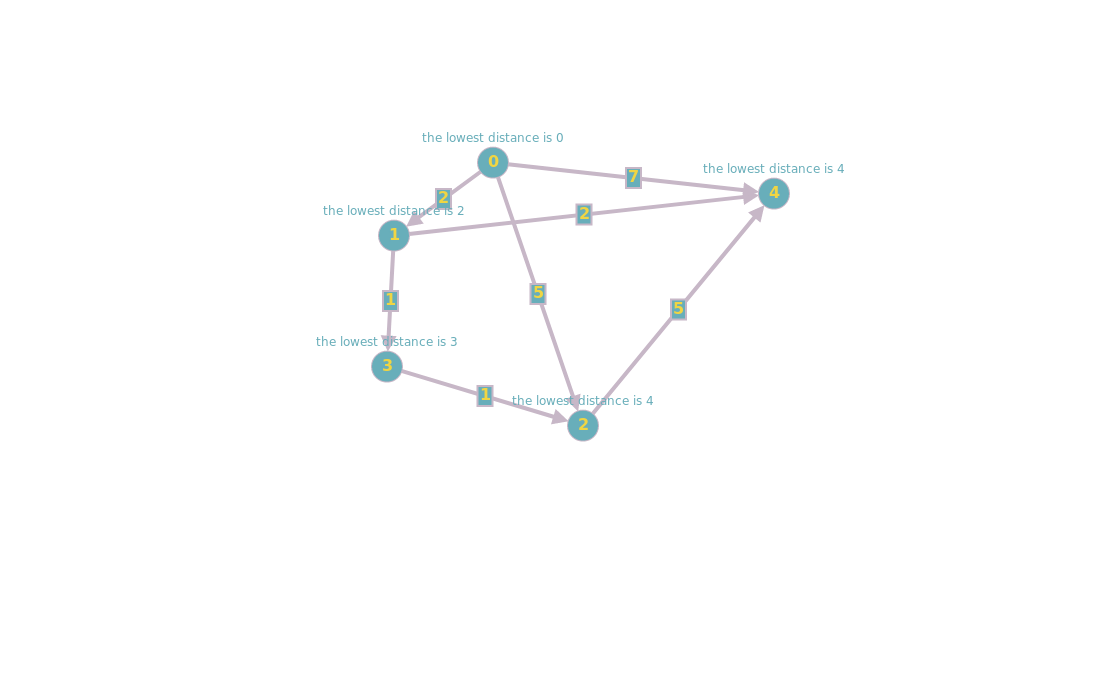 the lowest distance is 0
0
the lowest distance is 4
7
4
2
the lowest distance is 2
2
1
5
1
5
the lowest distance is 3
3
1
the lowest distance is 4
2